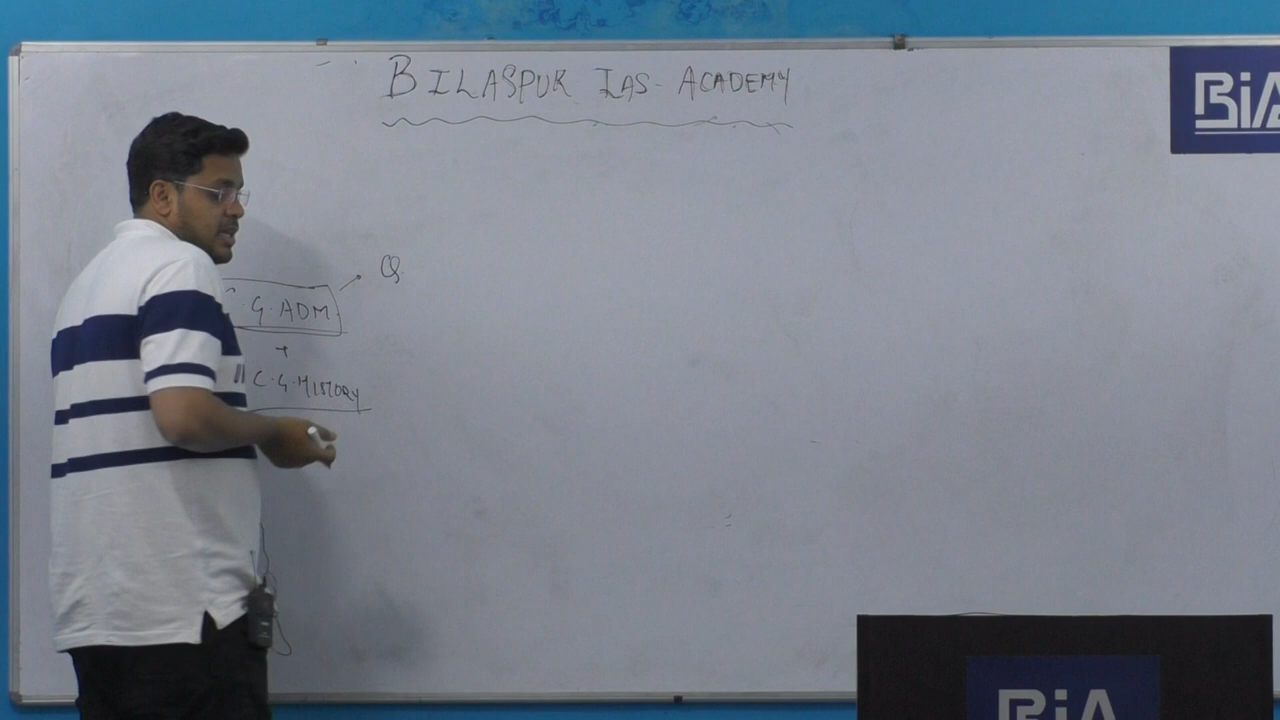 BILASPUR IAS-ACADEMY
BiA
Q
G. ADM.
+
C.G. HISTORY
BiA